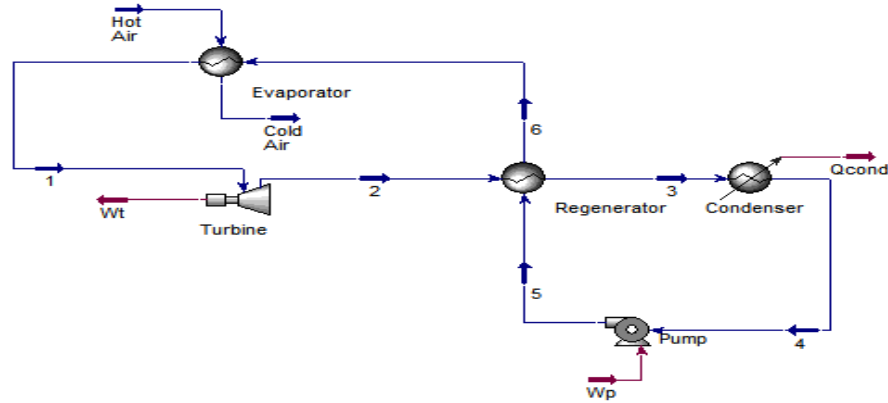 Hot
Air
Evaporator
Cold
Air
6
1
2
3
Qcond
Wt
Turbine
Regenerator
Condenser
5
Pump
4
Wp